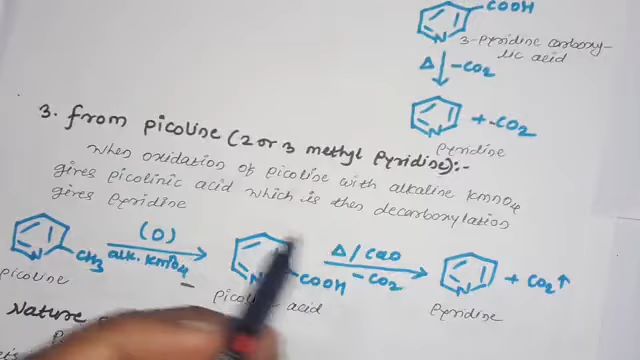 COOH
N
3-Pyridine carboxy-
lic acid
Δ -CO2
N + -CO2
Pyridine
3. From Picoline (2 or 3 methyl Pyridine):-
When oxidation of Picoline with alkaline KMnO4
gives Picolinic acid which is then decarboxylation
gives Pyridine
N CH3 (O) alk. KMnO4 N COOH Δ/CaO -CO2 N + CO2↑
picoline acid Pyridine
Nature